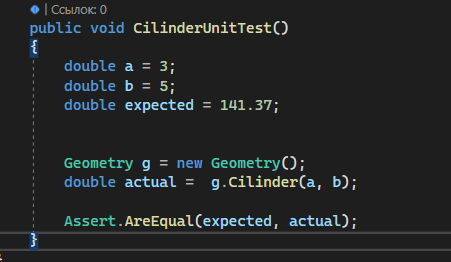 | Ссылок: 0
public void CilinderUnitTest()
{
double a = 3;
double b = 5;
double expected = 141.37;
Geometry g = new Geometry();
double actual =  g.Cilinder(a, b);
Assert.AreEqual(expected, actual);
}